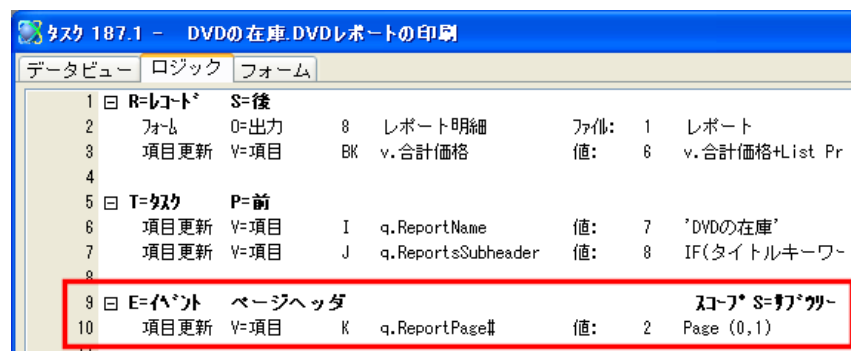 タスク 187.1 - DVDの在庫.DVDレポートの印刷
データビュー ロジック フォーム
1 R=レコード S=後
2 フォーム O=出力 8 レポート明細 ファイル: 1 レポート
3 項目更新 V=項目 BK v.合計価格 値: 6 v.合計価格+List Pr
4
5 T=タスク P=前
6 項目更新 V=項目 I q.ReportName 値: 7 'DVDの在庫'
7 項目更新 V=項目 J q.ReportsSubheader 値: 8 IF(タイトルキーワー
8
9 E=イベント ページヘッダ スコープ S=サブツリー
10 項目更新 V=項目 K q.ReportPage# 値: 2 Page (0,1)